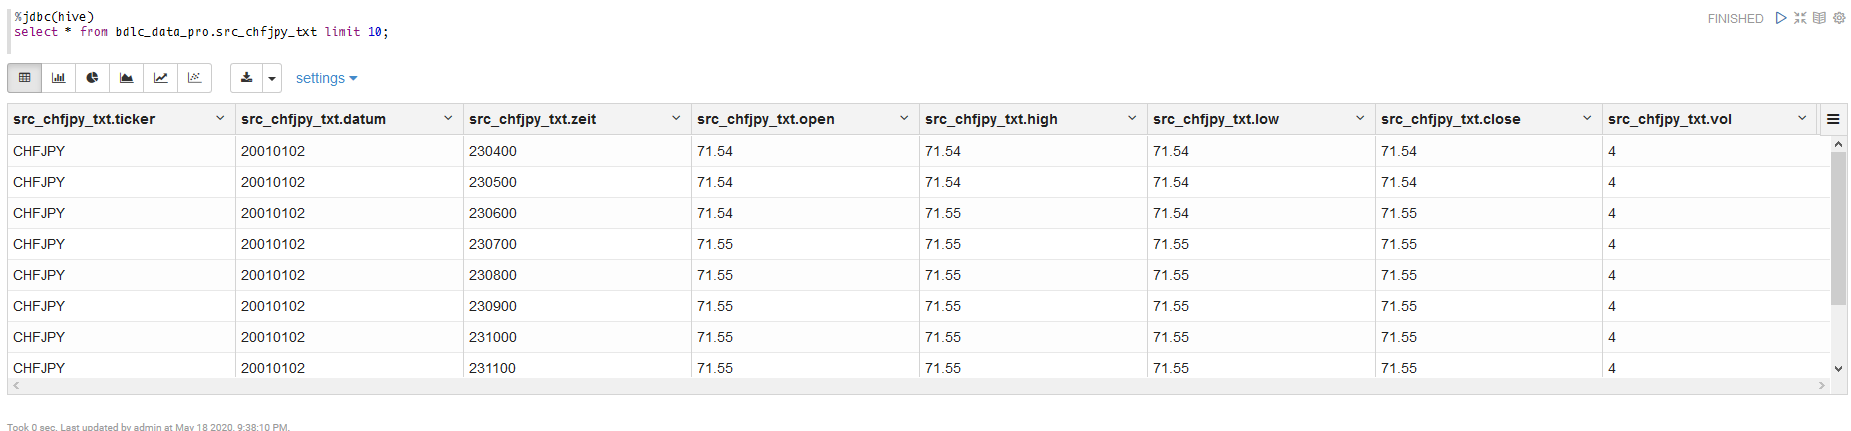 %jdbc(hive)
select * from bdlc_data_pro.src_chfjpy_txt limit 10;
FINISHED
settings
src_chfjpy_txt.ticker src_chfjpy_txt.datum src_chfjpy_txt.zeit src_chfjpy_txt.open src_chfjpy_txt.high src_chfjpy_txt.low src_chfjpy_txt.close src_chfjpy_txt.vol
CHFJPY 20010102 230400 71.54 71.54 71.54 71.54 4
CHFJPY 20010102 230500 71.54 71.54 71.54 71.54 4
CHFJPY 20010102 230600 71.54 71.55 71.54 71.55 4
CHFJPY 20010102 230700 71.55 71.55 71.55 71.55 4
CHFJPY 20010102 230800 71.55 71.55 71.55 71.55 4
CHFJPY 20010102 230900 71.55 71.55 71.55 71.55 4
CHFJPY 20010102 231000 71.55 71.55 71.55 71.55 4
CHFJPY 20010102 231100 71.55 71.55 71.55 71.55 4
Took 0 sec. Last updated by admin at May 18 2020, 9:38:10 PM.